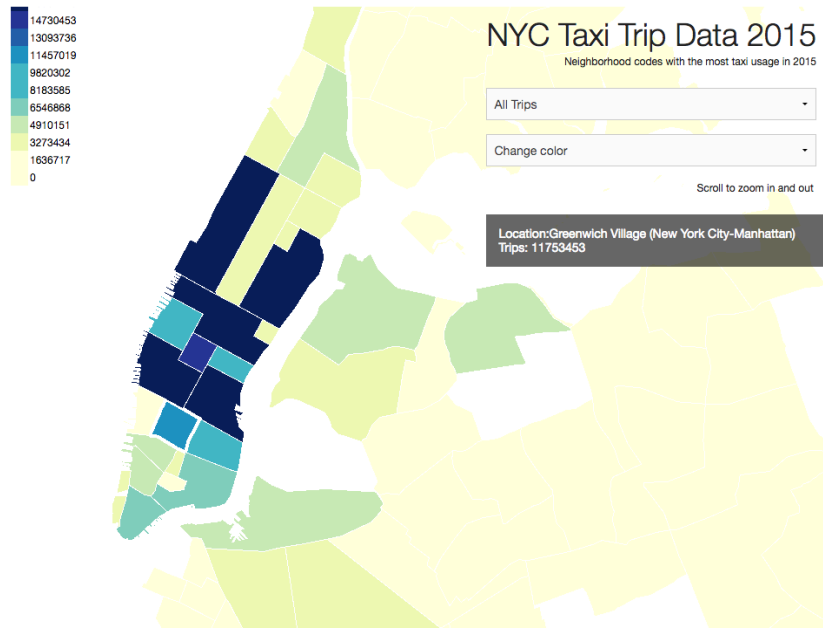 14730453
13093736
11457019
9820302
8183585
6546868
4910151
3273434
1636717
0
NYC Taxi Trip Data 2015
Neighborhood codes with the most taxi usage in 2015
All Trips
Change color
Scroll to zoom in and out
Location:Greenwich Village (New York City-Manhattan)
Trips: 11753453